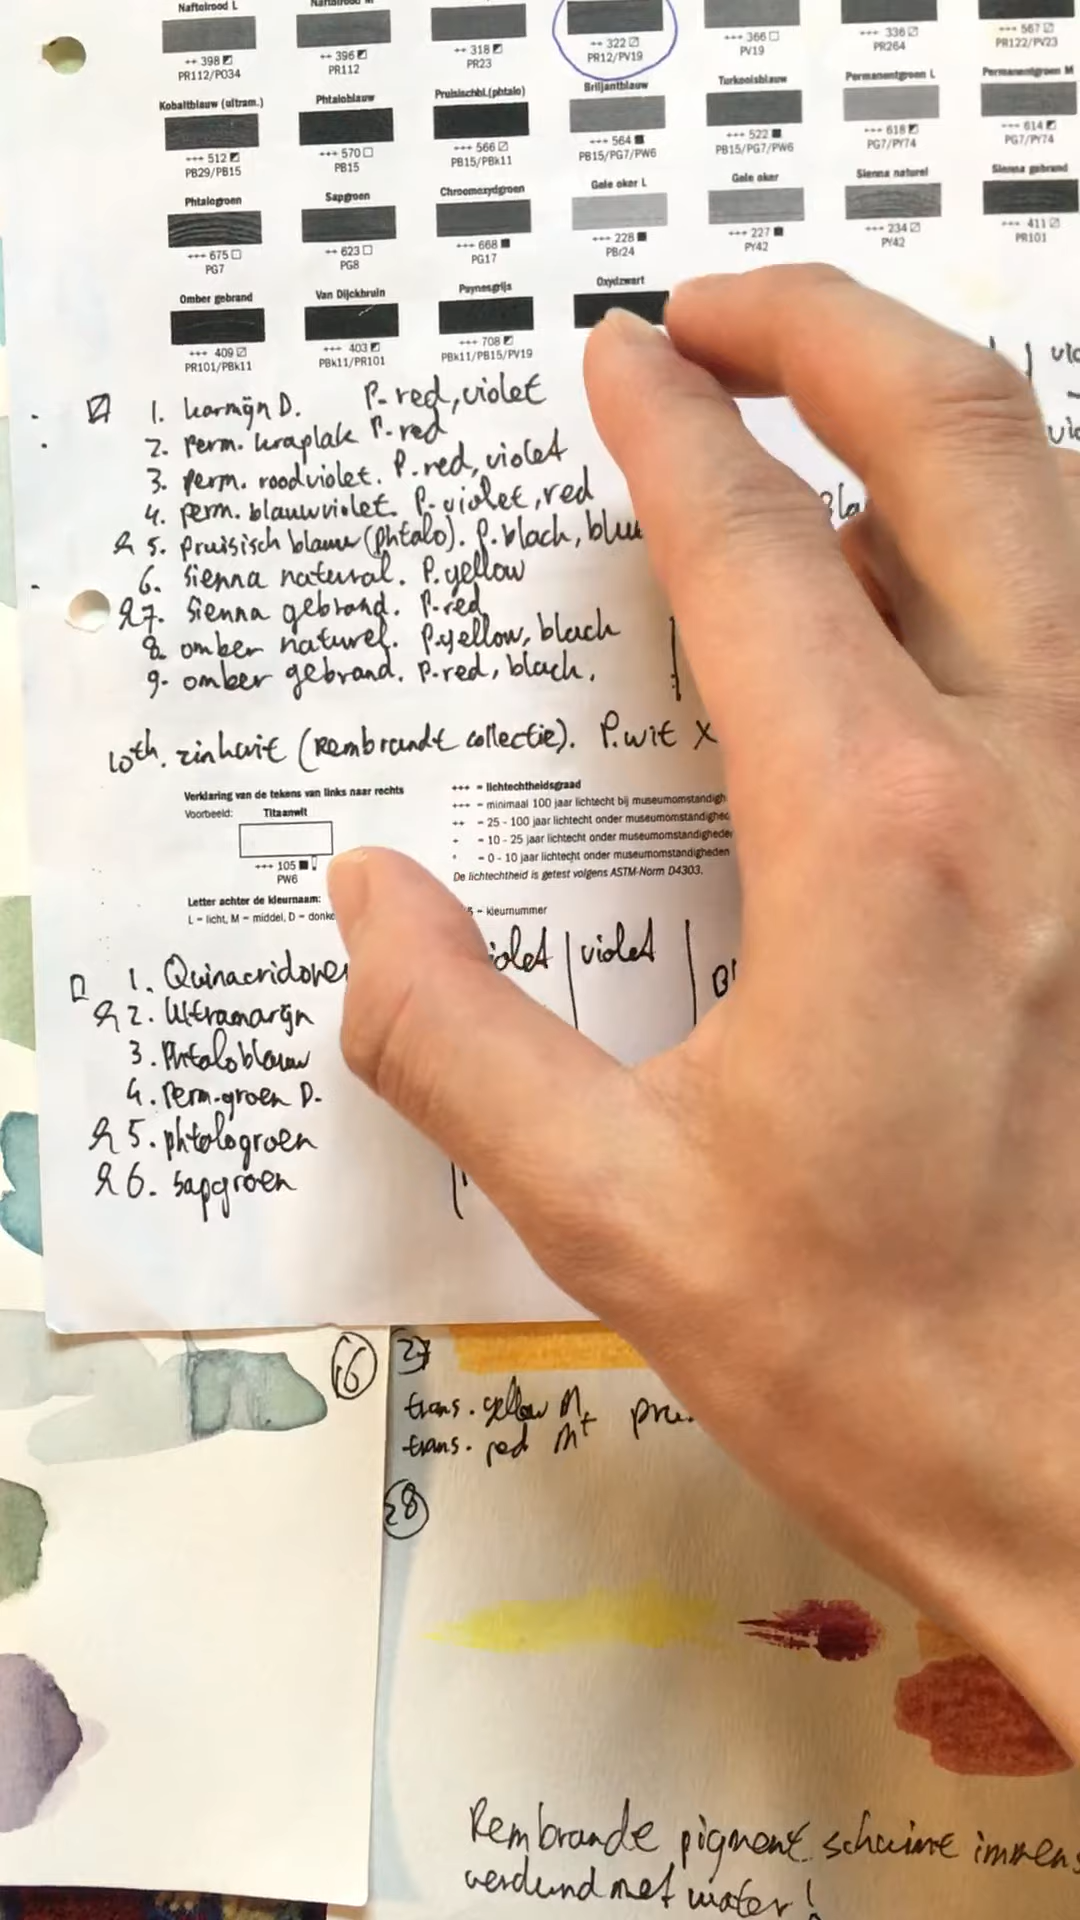 Naftolrood L
++ 398
PR112/PO34
++ 396
PR112
++ 318
PR23
++ 322
PR12/PV19
+++ 366
PV19
+++ 336
PR264
+++ 567
PR122/PV23
Kobaltblauw (ultram.)
+++ 512
PB29/PB15
Phtaloblauw
+++ 570
PB15
Pruisischbl.(phtalo)
+++ 566
PB15/PBk11
Briljantblauw
+++ 564
PB15/PG7/PW6
Turkooisblauw
+++ 522
PB15/PG7/PW6
Permanentgroen L
+++ 618
PG7/PY74
Permanentgroen M
+++ 614
PG7/PY74
Phtalogroen
+++ 675
PG7
Sapgroen
++ 623
PG8
Chroomoxydgroen
+++ 668
PG17
Gele oker L
+++ 228
PBr24
Gele oker
+++ 227
PY42
Sienna naturel
+++ 234
PY42
Sienna gebrand
+++ 411
PR101
Omber gebrand
+++ 409
PR101/PBk11
Van Dijckbruin
+++ 403
PBk11/PR101
Paynesgrijs
+++ 708
PBk11/PB15/PV19
Oxydzwart
1. karmijn D. P-red, violet
2. Perm. kraplak P-red
3. perm. roodviolet. P.red, violet
4. perm. blauwviolet. P-violet, red
5. pruisisch blauw (phtalo). P.black, blue
6. Sienna natural. P.yellow
7. Sienna gebrand. P-red
8. omber naturel. P.yellow, black
9. omber gebrand. P-red, black.
10th. zinkwit (Rembrandt collectie). P.wit X
Verklaring van de tekens van links naar rechts
Voorbeeld: Titaanwit
+++ 105
PW6
Letter achter de kleurnaam:
L = licht, M = middel, D = donke
+++ = lichtechtheidsgraad
+++ = minimaal 100 jaar lichtecht bij museumomstandigh
++ = 25 - 100 jaar lichtecht onder museumomstandighed
+ = 10 - 25 jaar lichtecht onder museumomstandigheden
° = 0 - 10 jaar lichtecht onder museumomstandigheden
De lichtechtheid is getest volgens ASTM-Norm D4303.
5 = kleurnummer
1. Quinacridone iolet | violet
2. Ultramarijn
3. Phtaloblauw
4. Perm.groen D.
5. phtalogroen
6. Sapgroen
16
27
trans. yellow M+ pru.
trans. red M+
28
Rembrande pigment schuint immens
verdund met water!